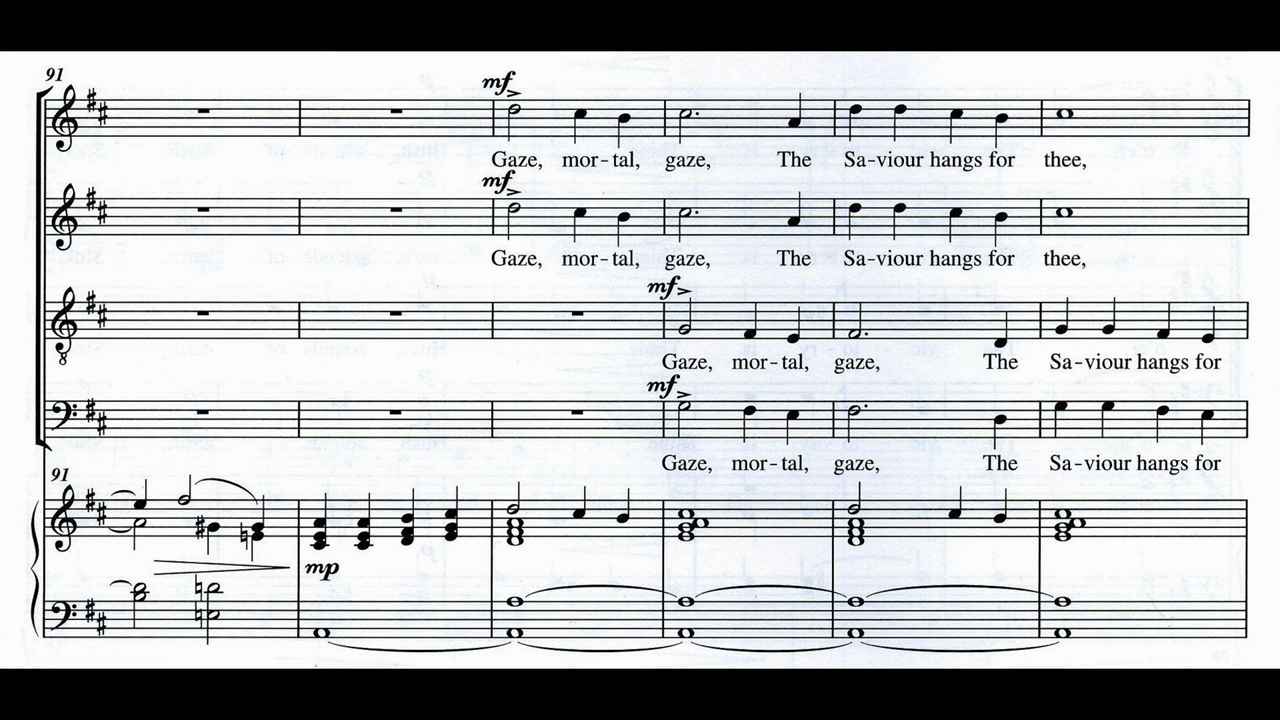 91
mf
Gaze, mor-tal, gaze, The Sa-viour hangs for thee,
mf
Gaze, mor-tal, gaze, The Sa-viour hangs for thee,
mf
Gaze, mor-tal, gaze, The Sa-viour hangs for
mf
Gaze, mor-tal, gaze, The Sa-viour hangs for
91
mp